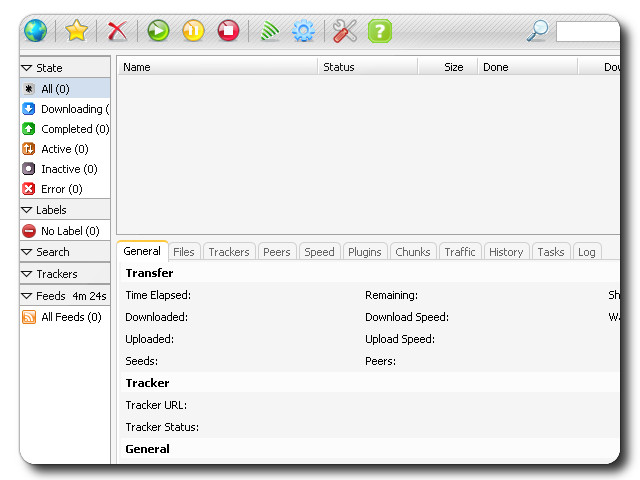 State
All (0)
Downloading (
Completed (0)
Active (0)
Inactive (0)
Error (0)
Labels
No Label (0)
Search
Trackers
Feeds 4m 24s
All Feeds (0)
Name Status Size Done Dow
General Files Trackers Peers Speed Plugins Chunks Traffic History Tasks Log
Transfer
Time Elapsed: Remaining: Sh
Downloaded: Download Speed: Wa
Uploaded: Upload Speed:
Seeds: Peers:
Tracker
Tracker URL:
Tracker Status:
General